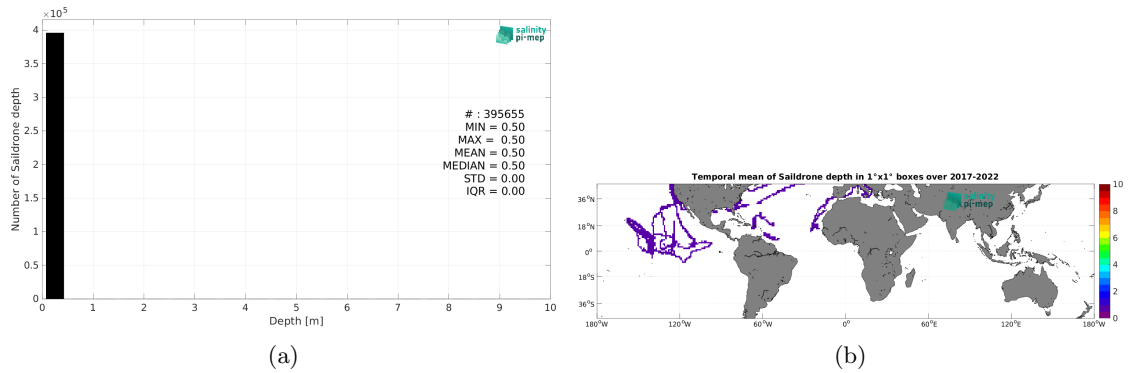 ×10⁵
4
3.5
3
2.5
2
1.5
1
0.5
0
Number of Saildrone depth
0 1 2 3 4 5 6 7 8 9 10
Depth [m]
salinity
pi-mep
# : 395655
MIN = 0.50
MAX = 0.50
MEAN = 0.50
MEDIAN = 0.50
STD = 0.00
IQR = 0.00
(a)
Temporal mean of Saildrone depth in 1°x1° boxes over 2017-2022
36°N
18°N
0°
18°S
36°S
180°W 120°W 60°W 0° 60°E 120°E 180°W
salinity
pi-mep
10
8
6
4
2
0
(b)